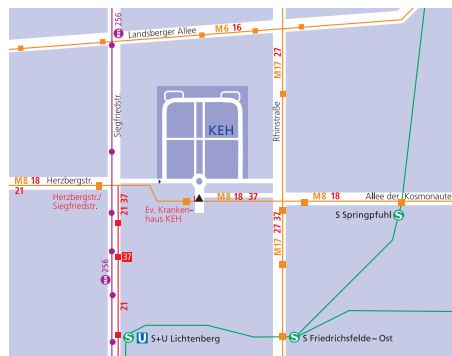 256
Landsberger Allee
M6 16
M17 27
Siegfriedstr.
Rhinstraße
KEH
M8 18
Herzbergstr.
21
Herzbergstr./
Siegfriedstr.
21 37
Ev. Kranken-
haus KEH
M8 18 37
M8 18
Allee der Kosmonaute
S Springpfuhl S
M17 27 37
37
256
21
S U S+U Lichtenberg
S S Friedrichsfelde – Ost